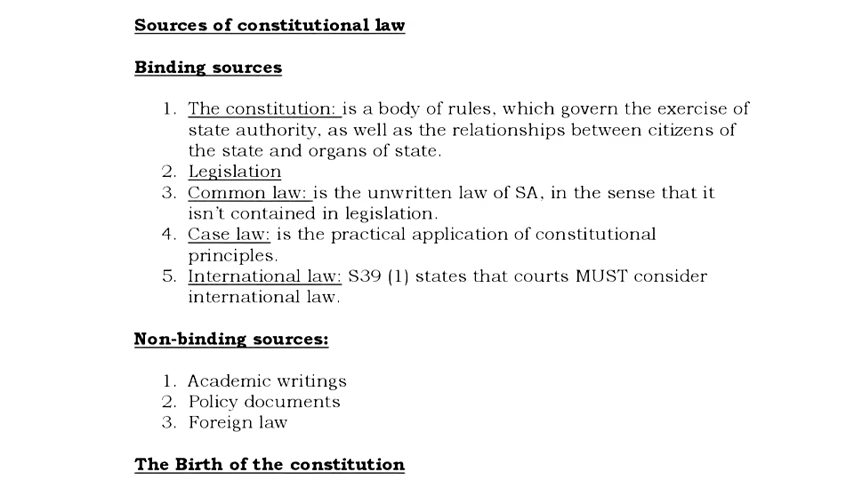 Sources of constitutional law
Binding sources
1. The constitution: is a body of rules, which govern the exercise of
state authority, as well as the relationships between citizens of
the state and organs of state.
2. Legislation
3. Common law: is the unwritten law of SA, in the sense that it
isn't contained in legislation.
4. Case law: is the practical application of constitutional
principles.
5. International law: S39 (1) states that courts MUST consider
international law.
Non-binding sources:
1. Academic writings
2. Policy documents
3. Foreign law
The Birth of the constitution